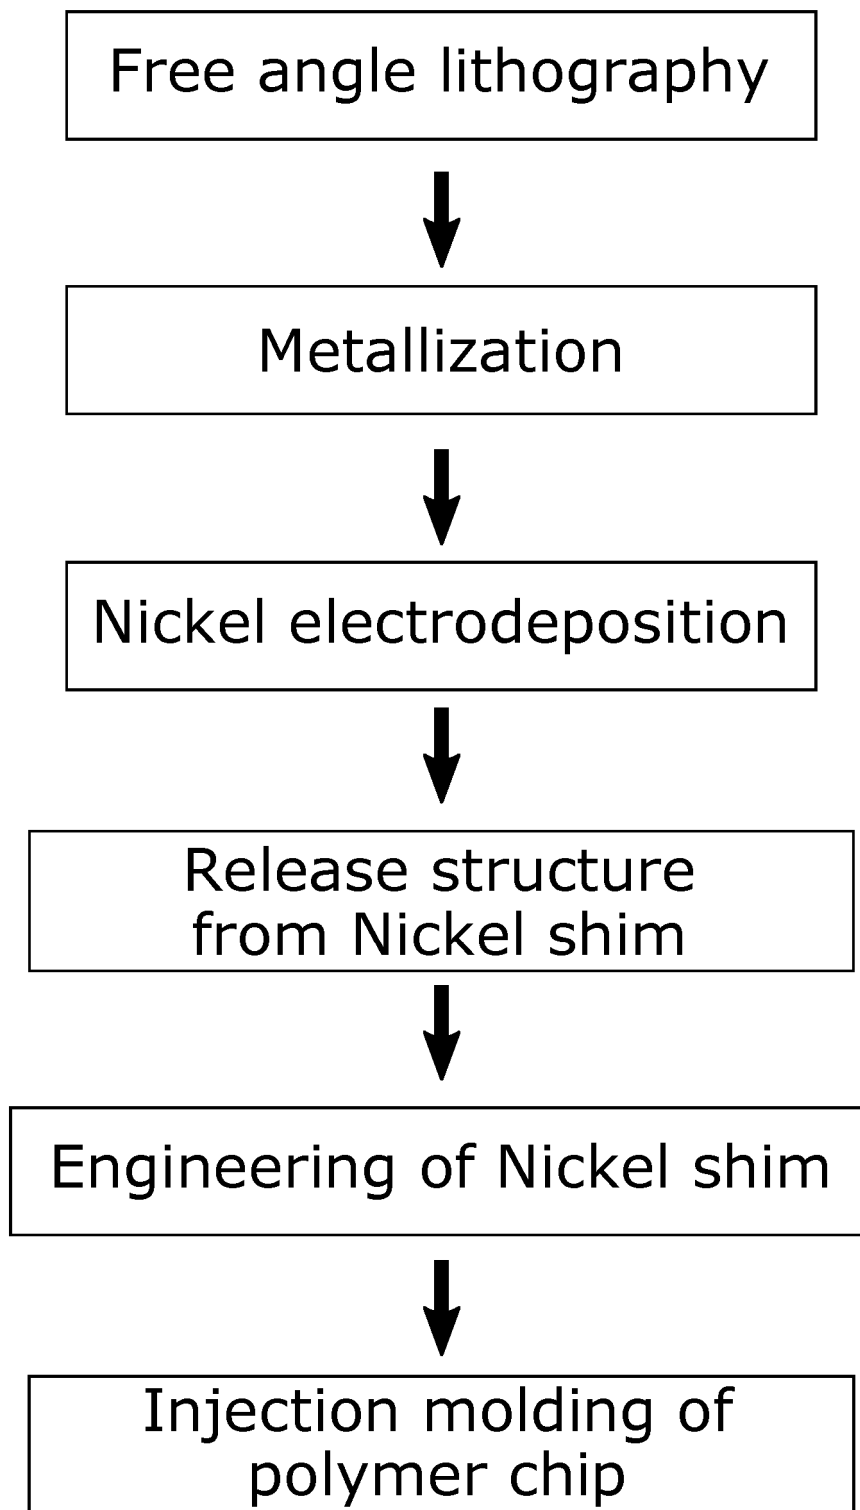 Free angle lithography
Metallization
Nickel electrodeposition
Release structure
from Nickel shim
Engineering of Nickel shim
Injection molding of
polymer chip